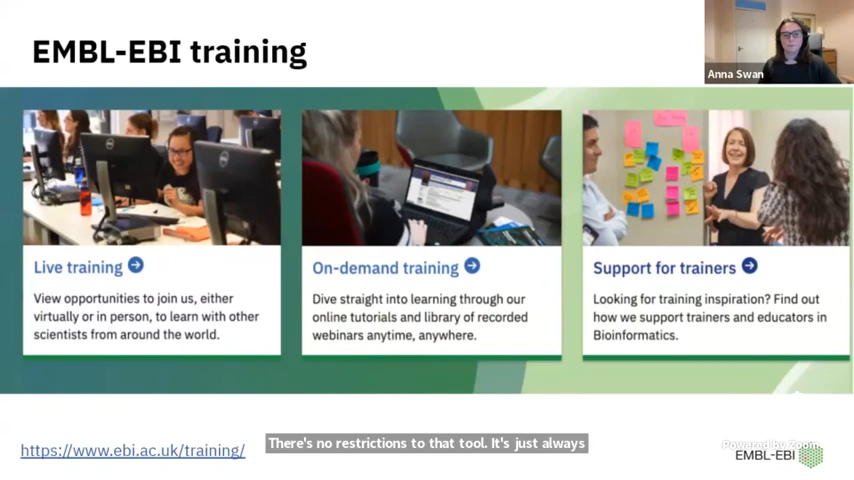 EMBL-EBI training
Anna Swan
Live training
View opportunities to join us, either
virtually or in person, to learn with other
scientists from around the world.
On-demand training
Dive straight into learning through our
online tutorials and library of recorded
webinars anytime, anywhere.
Support for trainers
Looking for training inspiration? Find out
how we support trainers and educators in
Bioinformatics.
https://www.ebi.ac.uk/training/
There's no restrictions to that tool. It's just always
Powered by Zoom
EMBL-EBI